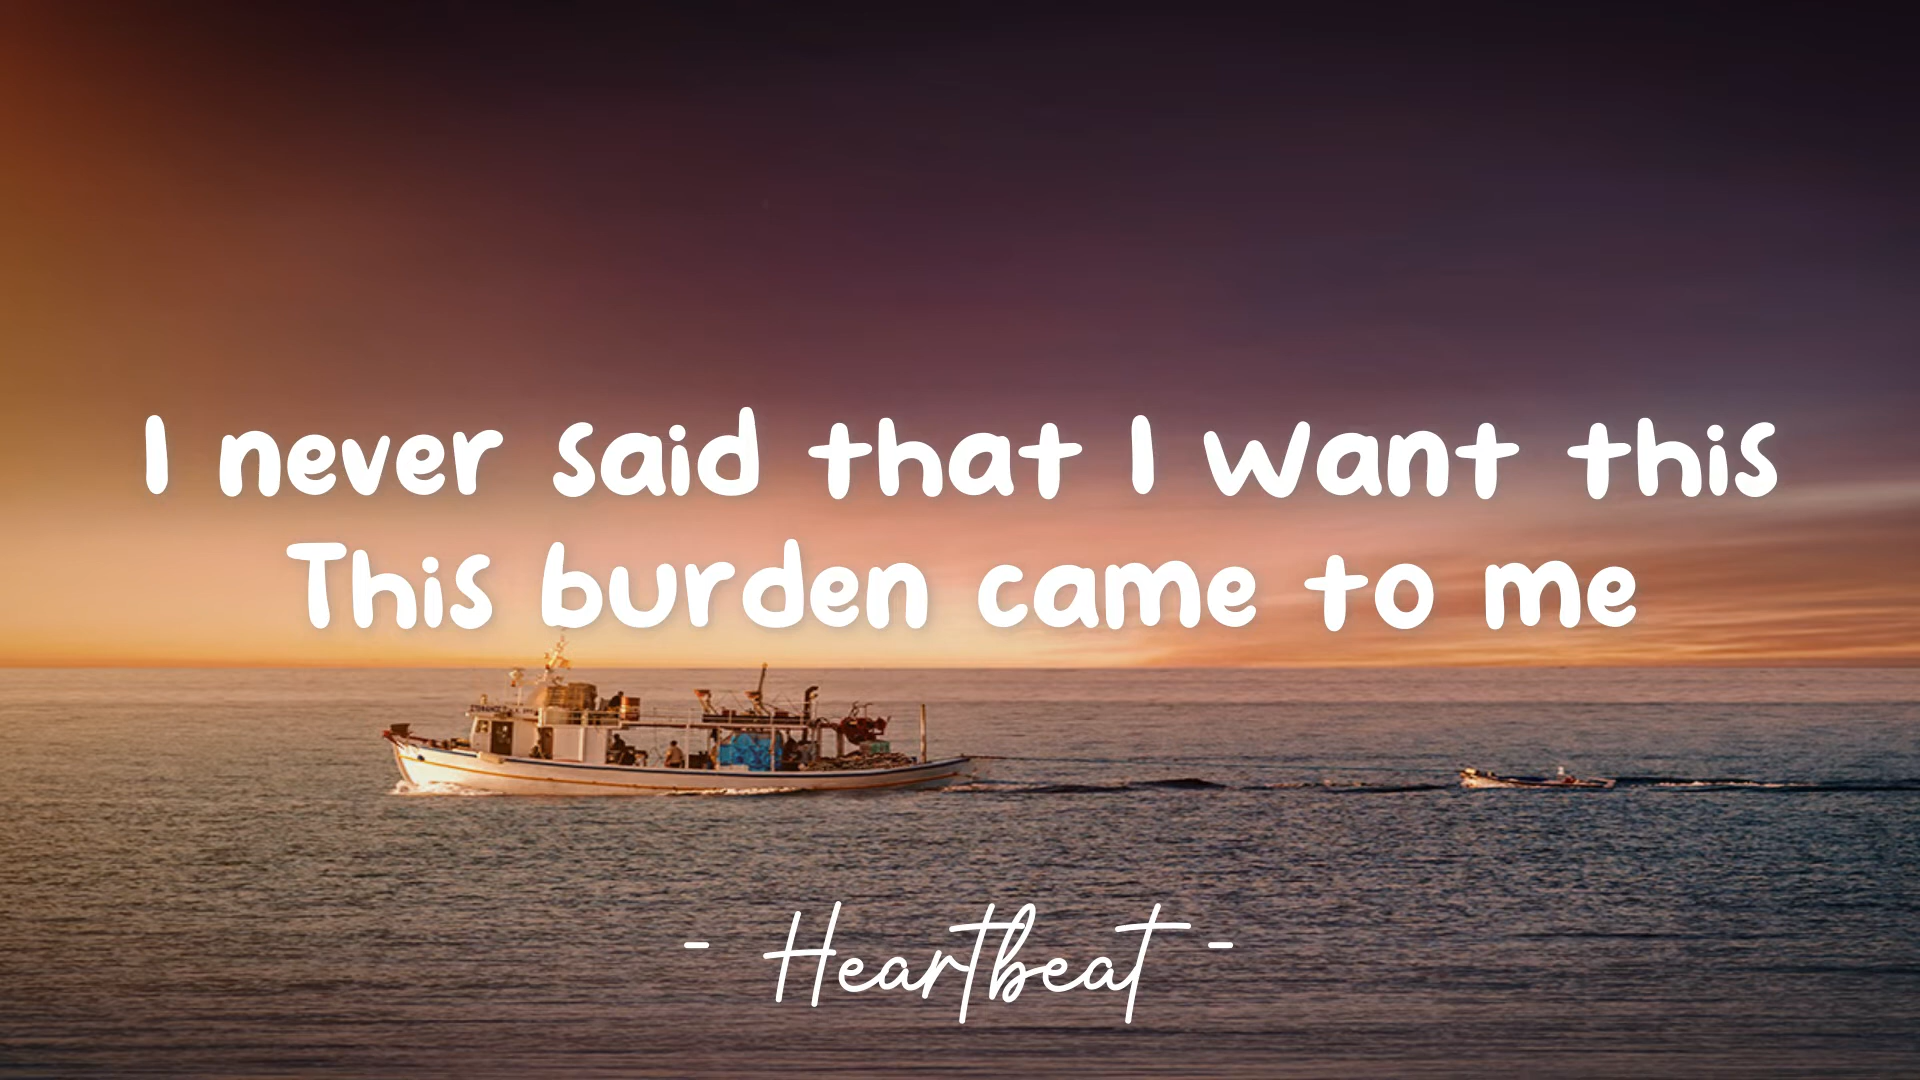 I never said that I want this
This burden came to me
- Heartbeat -